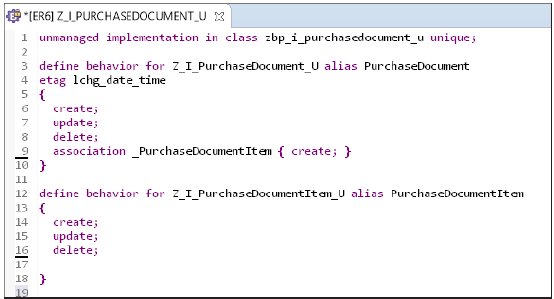 *[ER6] Z_I_PURCHASEDOCUMENT_U
1 unmanaged implementation in class zbp_i_purchasedocument_u unique;
2
3 define behavior for Z_I_PurchaseDocument_U alias PurchaseDocument
4 etag lchg_date_time
5 {
6 create;
7 update;
8 delete;
9 association _PurchaseDocumentItem { create; }
10 }
11
12 define behavior for Z_I_PurchaseDocumentItem_U alias PurchaseDocumentItem
13 {
14 create;
15 update;
16 delete;
17
18 }
19